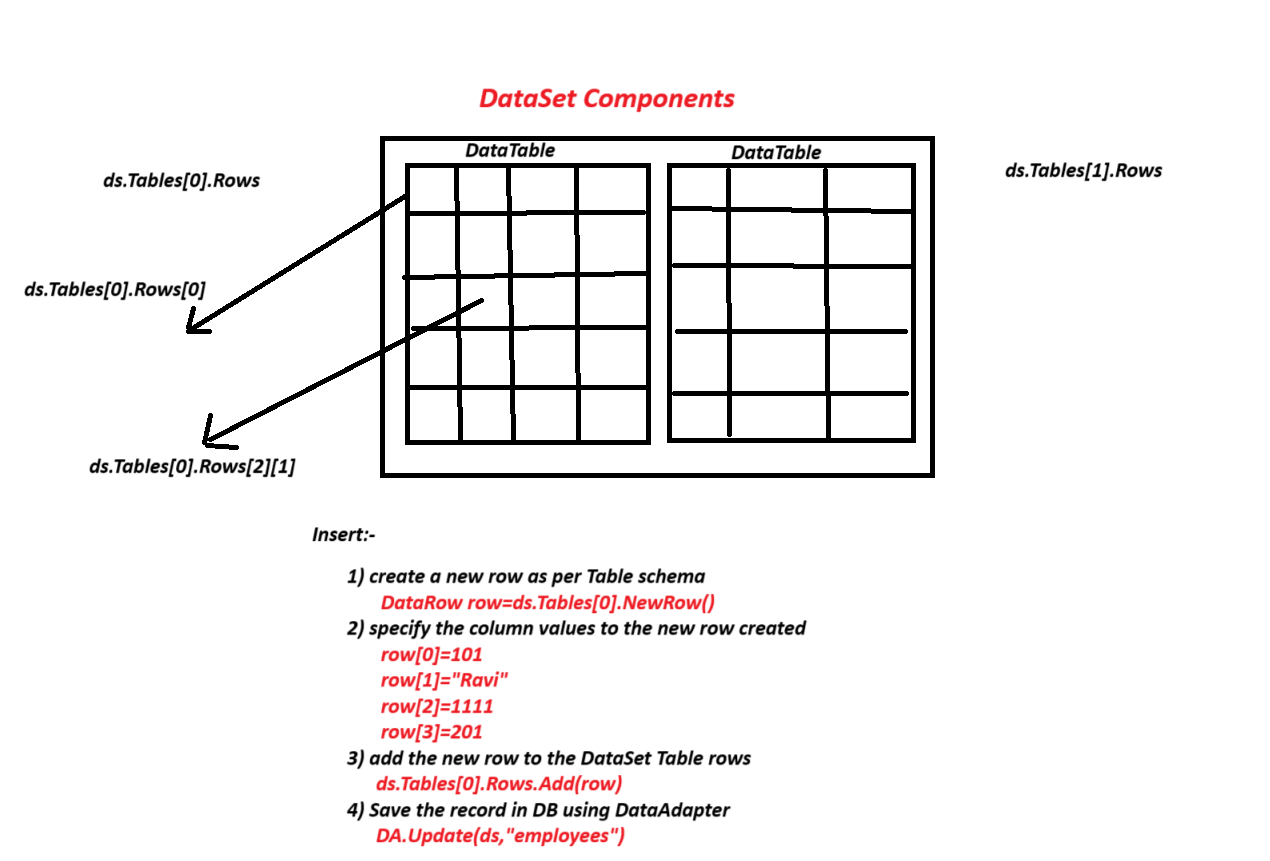 DataSet Components
DataTable
DataTable
ds.Tables[0].Rows
ds.Tables[1].Rows
ds.Tables[0].Rows[0]
ds.Tables[0].Rows[2][1]
Insert:-
1) create a new row as per Table schema
DataRow row=ds.Tables[0].NewRow()
2) specify the column values to the new row created
row[0]=101
row[1]="Ravi"
row[2]=1111
row[3]=201
3) add the new row to the DataSet Table rows
ds.Tables[0].Rows.Add(row)
4) Save the record in DB using DataAdapter
DA.Update(ds,"employees")